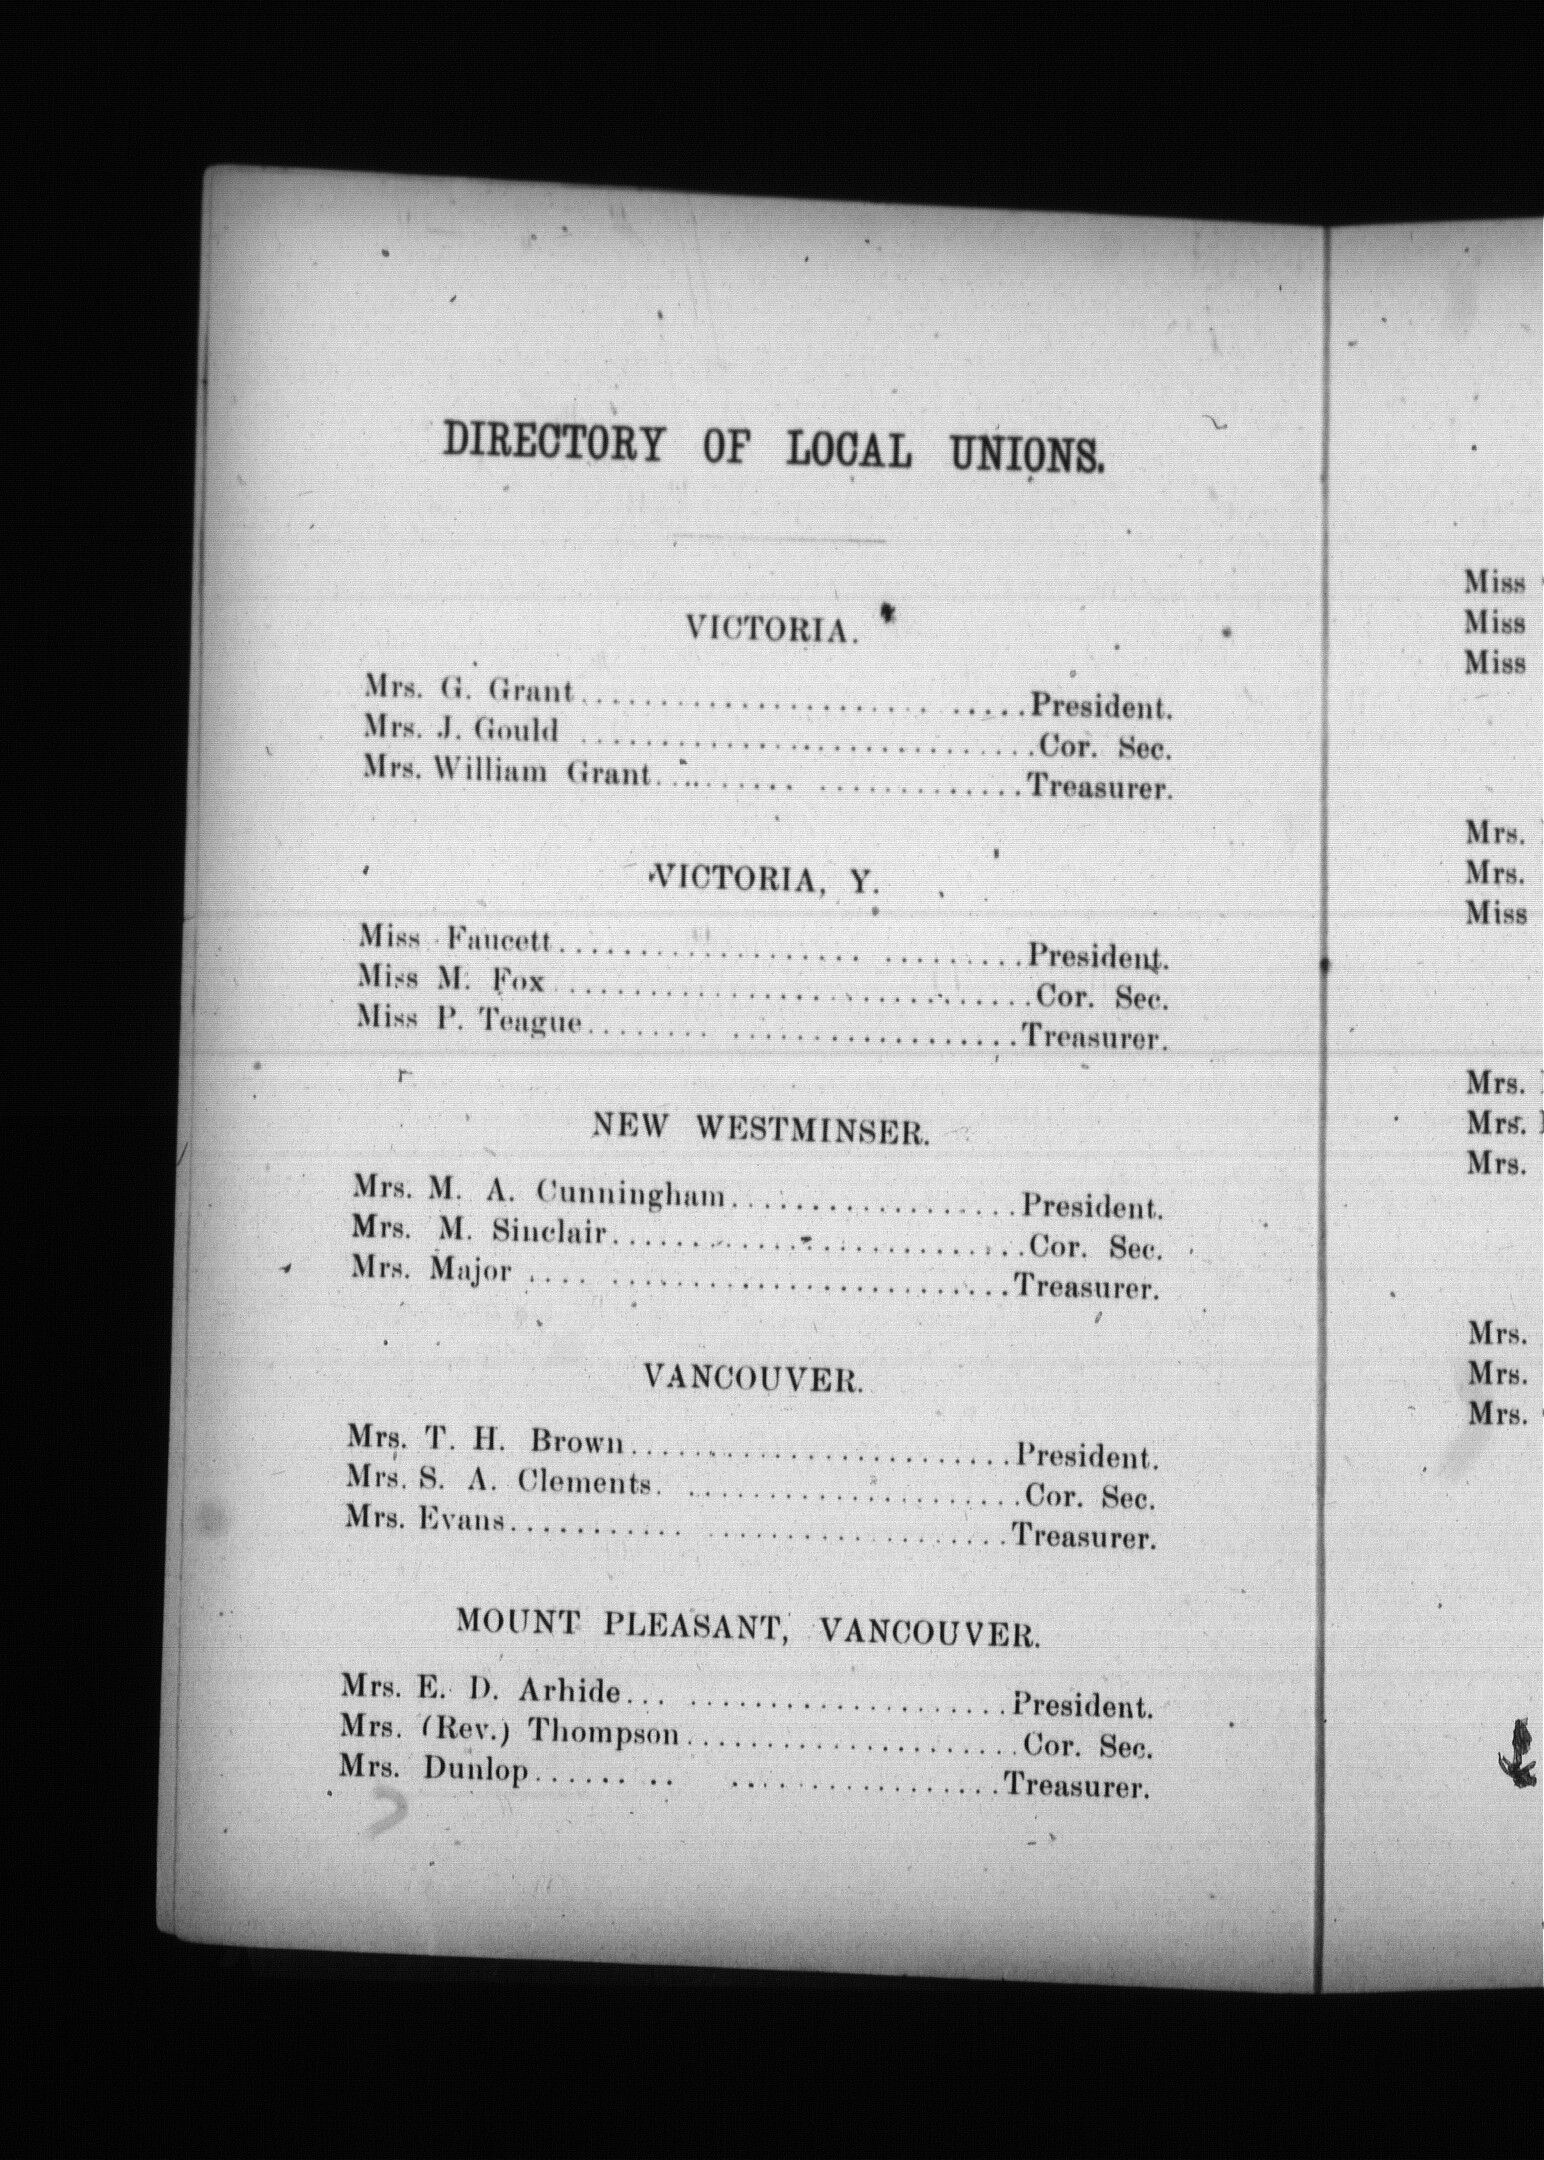 DIRECTORY OF LOCAL UNIONS.
VICTORIA.
Mrs. G. Grant...........................President.
Mrs. J. Gould ............................Cor. Sec.
Mrs. William Grant......................Treasurer.
VICTORIA, Y.
Miss Faucett............................President.
Miss M. Fox..............................Cor. Sec.
Miss P. Teague..........................Treasurer.
NEW WESTMINSER.
Mrs. M. A. Cunningham..................President.
Mrs. M. Sinclair..........................Cor. Sec.
Mrs. Major .............................Treasurer.
VANCOUVER.
Mrs. T. H. Brown........................President.
Mrs. S. A. Clements......................Cor. Sec.
Mrs. Evans..............................Treasurer.
MOUNT PLEASANT, VANCOUVER.
Mrs. E. D. Arhide.......................President.
Mrs. (Rev.) Thompson.....................Cor. Sec.
Mrs. Dunlop.........................Treasurer.
Miss
Miss
Miss
Mrs.
Mrs.
Miss
Mrs.
Mrs.
Mrs.
Mrs.
Mrs.
Mrs.